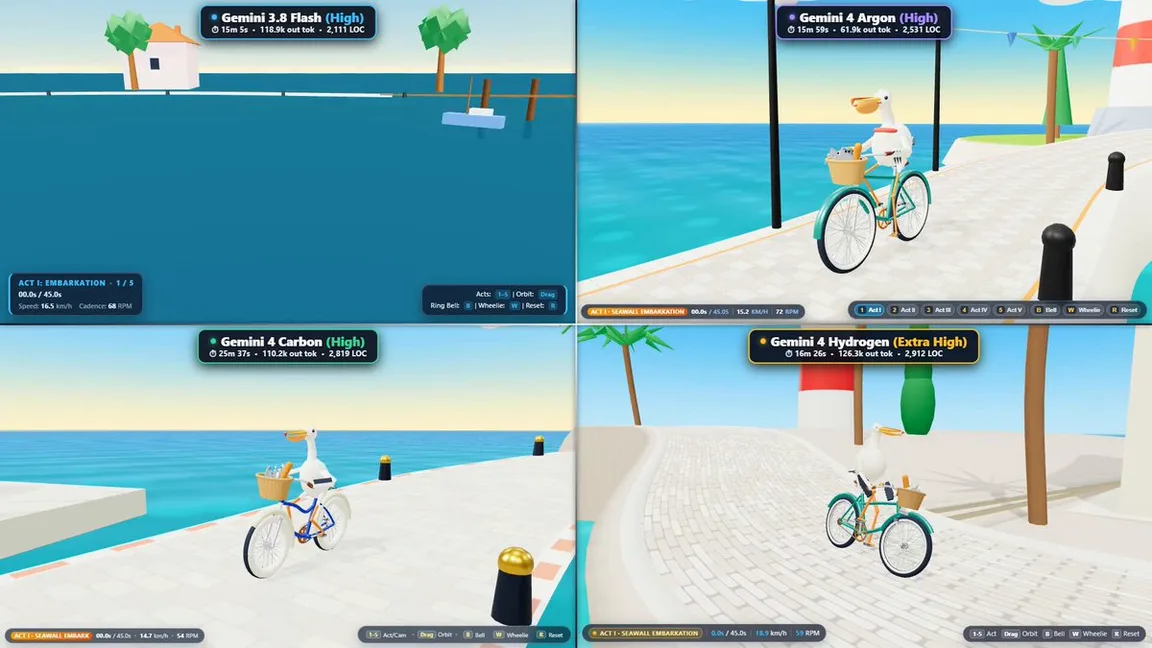 Gemini 3.8 Flash (High)
15m 5s • 118.9k out tok • 2,111 LOC
ACT I: EMBARKATION · 1 / 5
00.0s / 45.0s
Speed: 16.5 km/h Cadence: 68 RPM
Acts: 1-5 | Orbit: Drag
Ring Bell: B | Wheelie: W | Reset: R
Gemini 4 Argon (High)
15m 59s • 61.9k out tok • 2,531 LOC
ACT I · SEAWALL EMBARKATION 00.0s / 45.0S 15.2 KM/H 72 RPM
1 Act I 2 Act II 3 Act III 4 Act IV 5 Act V B Bell W Wheelie R Reset
Gemini 4 Carbon (High)
25m 37s • 110.2k out tok • 2,819 LOC
ACT I · SEAWALL EMBARK 00.0s / 45.0s · 14.7 km/h · 54 RPM
1-5 Act/Cam · Drag Orbit · B Bell W Wheelie R Reset
Gemini 4 Hydrogen (Extra High)
16m 26s • 126.3k out tok • 2,912 LOC
ACT I · SEAWALL EMBARKATION 0.0s / 45.0s 18.9 km/h 59 RPM
1-5 Act Drag Orbit B Bell W Wheelie R Reset